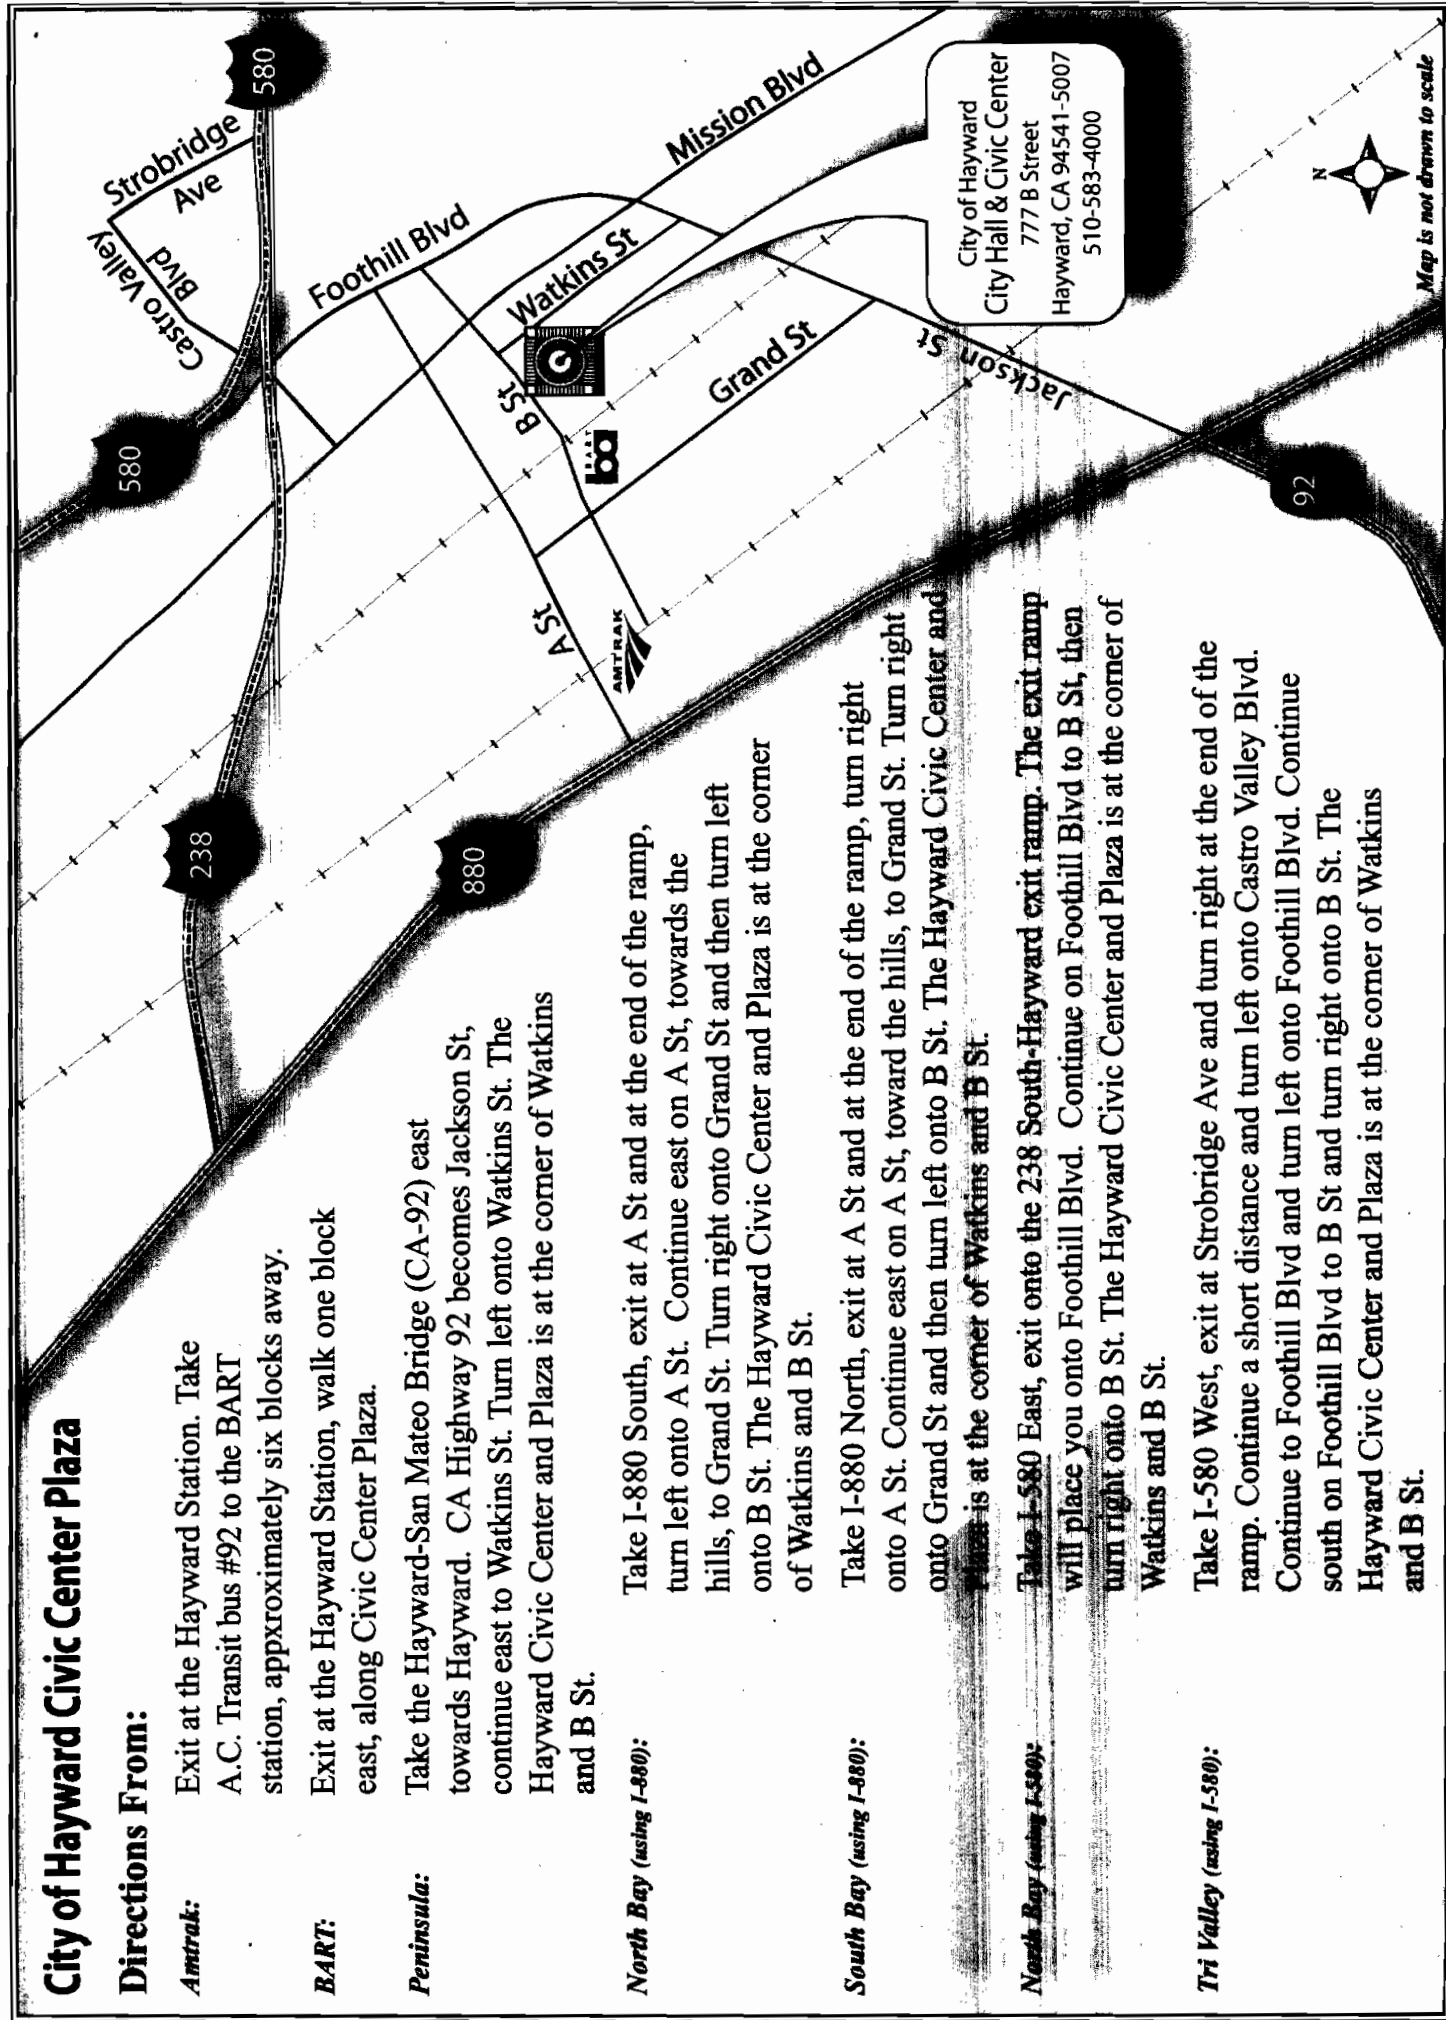 City of Hayward Civic Center Plaza
Directions From:
Amtrak:
Exit at the Hayward Station. Take
A.C. Transit bus #92 to the BART
station, appxroximately six blocks away.
BART:
Exit at the Hayward Station, walk one block
east, along Civic Center Plaza.
Peninsula:
Take the Hayward-San Mateo Bridge (CA-92) east
towards Hayward. CA Highway 92 becomes Jackson St,
continue east to Watkins St. Turn left onto Watkins St. The
Hayward Civic Center and Plaza is at the corner of Watkins
and B St.
North Bay (using I-880):
Take I-880 South, exit at A St and at the end of the ramp,
turn left onto A St. Continue east on A St, towards the
hills, to Grand St. Turn right onto Grand St and then turn left
onto B St. The Hayward Civic Center and Plaza is at the corner
of Watkins and B St.
South Bay (using I-880):
Take I-880 North, exit at A St and at the end of the ramp, turn right
onto A St. Continue east on A St, toward the hills, to Grand St. Turn right
onto Grand St and then turn left onto B St. The Hayward Civic Center and
Plaza is at the corner of Watkins and B St.
North Bay (using I-580):
Take I-580 East, exit onto the 238 South-Hayward exit ramp. The exit ramp
will place you onto Foothill Blvd. Continue on Foothill Blvd to B St, then
turn right onto B St. The Hayward Civic Center and Plaza is at the corner of
Watkins and B St.
Tri Valley (using I-580):
Take I-580 West, exit at Strobridge Ave and turn right at the end of the
ramp. Continue a short distance and turn left onto Castro Valley Blvd.
Continue to Foothill Blvd and turn left onto Foothill Blvd. Continue
south on Foothill Blvd to B St and turn right onto B St. The
Hayward Civic Center and Plaza is at the corner of Watkins
and B St.
580
238
880
580
Strobridge
Ave
Castro Valley
Blvd
Foothill Blvd
Mission Blvd
Watkins St
B St
A St
Grand St
Jackson St
BART
ba
AMTRAK
92
City of Hayward
City Hall & Civic Center
777 B Street
Hayward, CA 94541-5007
510-583-4000
N
Map is not drawn to scale